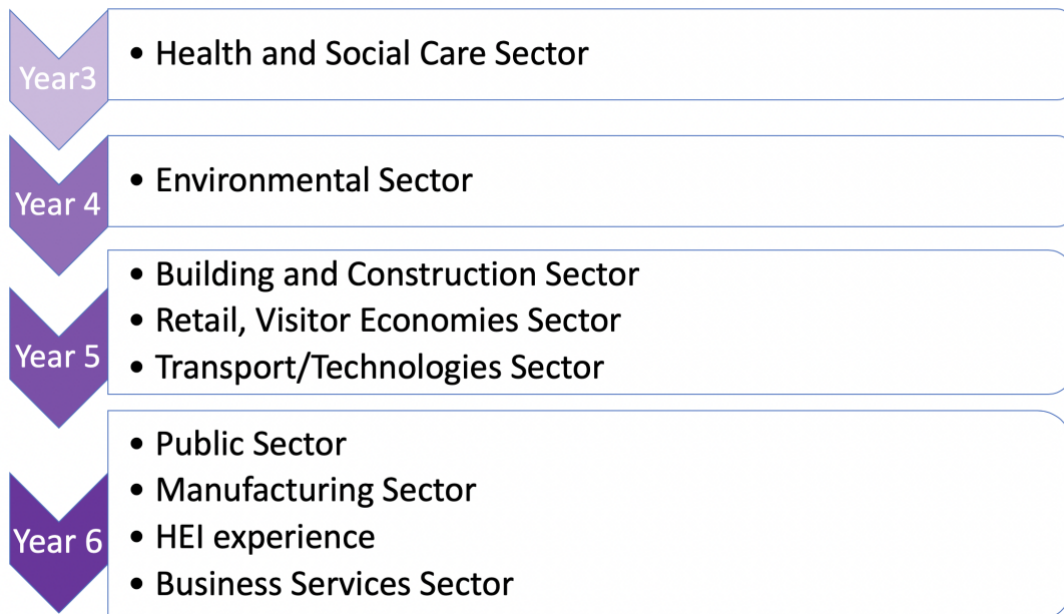 Year3
• Health and Social Care Sector
Year 4
• Environmental Sector
Year 5
• Building and Construction Sector
• Retail, Visitor Economies Sector
• Transport/Technologies Sector
Year 6
• Public Sector
• Manufacturing Sector
• HEI experience
• Business Services Sector